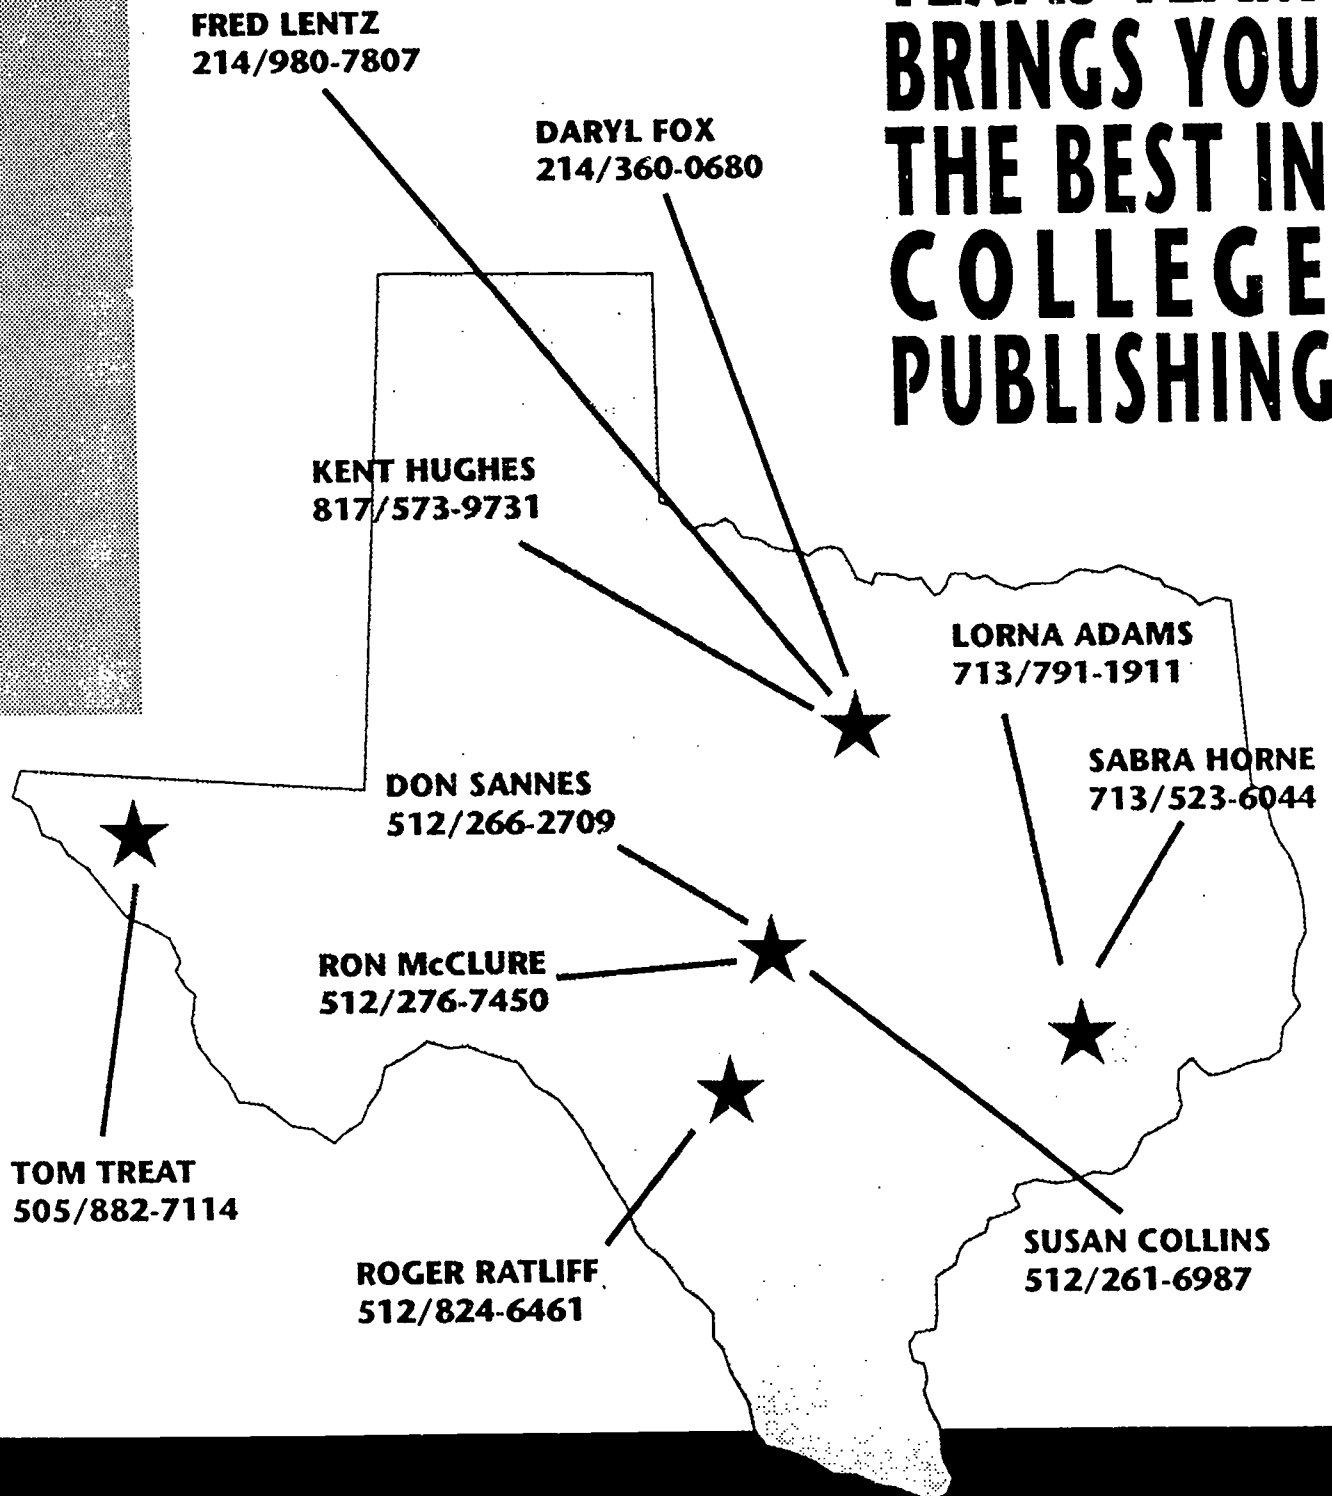 FRED LENTZ
214/980-7807
DARYL FOX
214/360-0680
BRINGS YOU
THE BEST IN
COLLEGE
PUBLISHING
KENT HUGHES
817/573-9731
LORNA ADAMS
713/791-1911
SABRA HORNE
713/523-6044
DON SANNES
512/266-2709
RON McCLURE
512/276-7450
TOM TREAT
505/882-7114
ROGER RATLIFF
512/824-6461
SUSAN COLLINS
512/261-6987